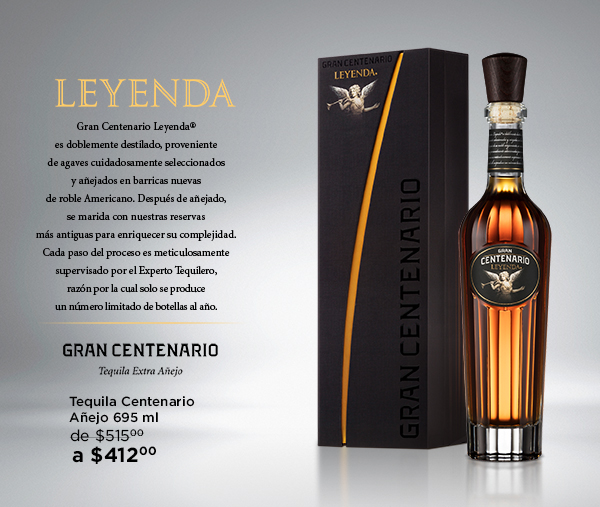 LEYENDA
Gran Centenario Leyenda®
es doblemente destilado, proveniente
de agaves cuidadosamente seleccionados
y añejados en barricas nuevas
de roble Americano. Después de añejado,
se marida con nuestras reservas
más antiguas para enriquecer su complejidad.
Cada paso del proceso es meticulosamente
supervisado por el Experto Tequilero,
razón por la cual solo se produce
un número limitado de botellas al año.
GRAN CENTENARIO
Tequila Extra Añejo
Tequila Centenario
Añejo 695 ml
de $515⁰⁰
a $412⁰⁰
GRAN CENTENARIO
LEYENDA®
GRAN CENTENARIO
GRAN
CENTENARIO
LEYENDA